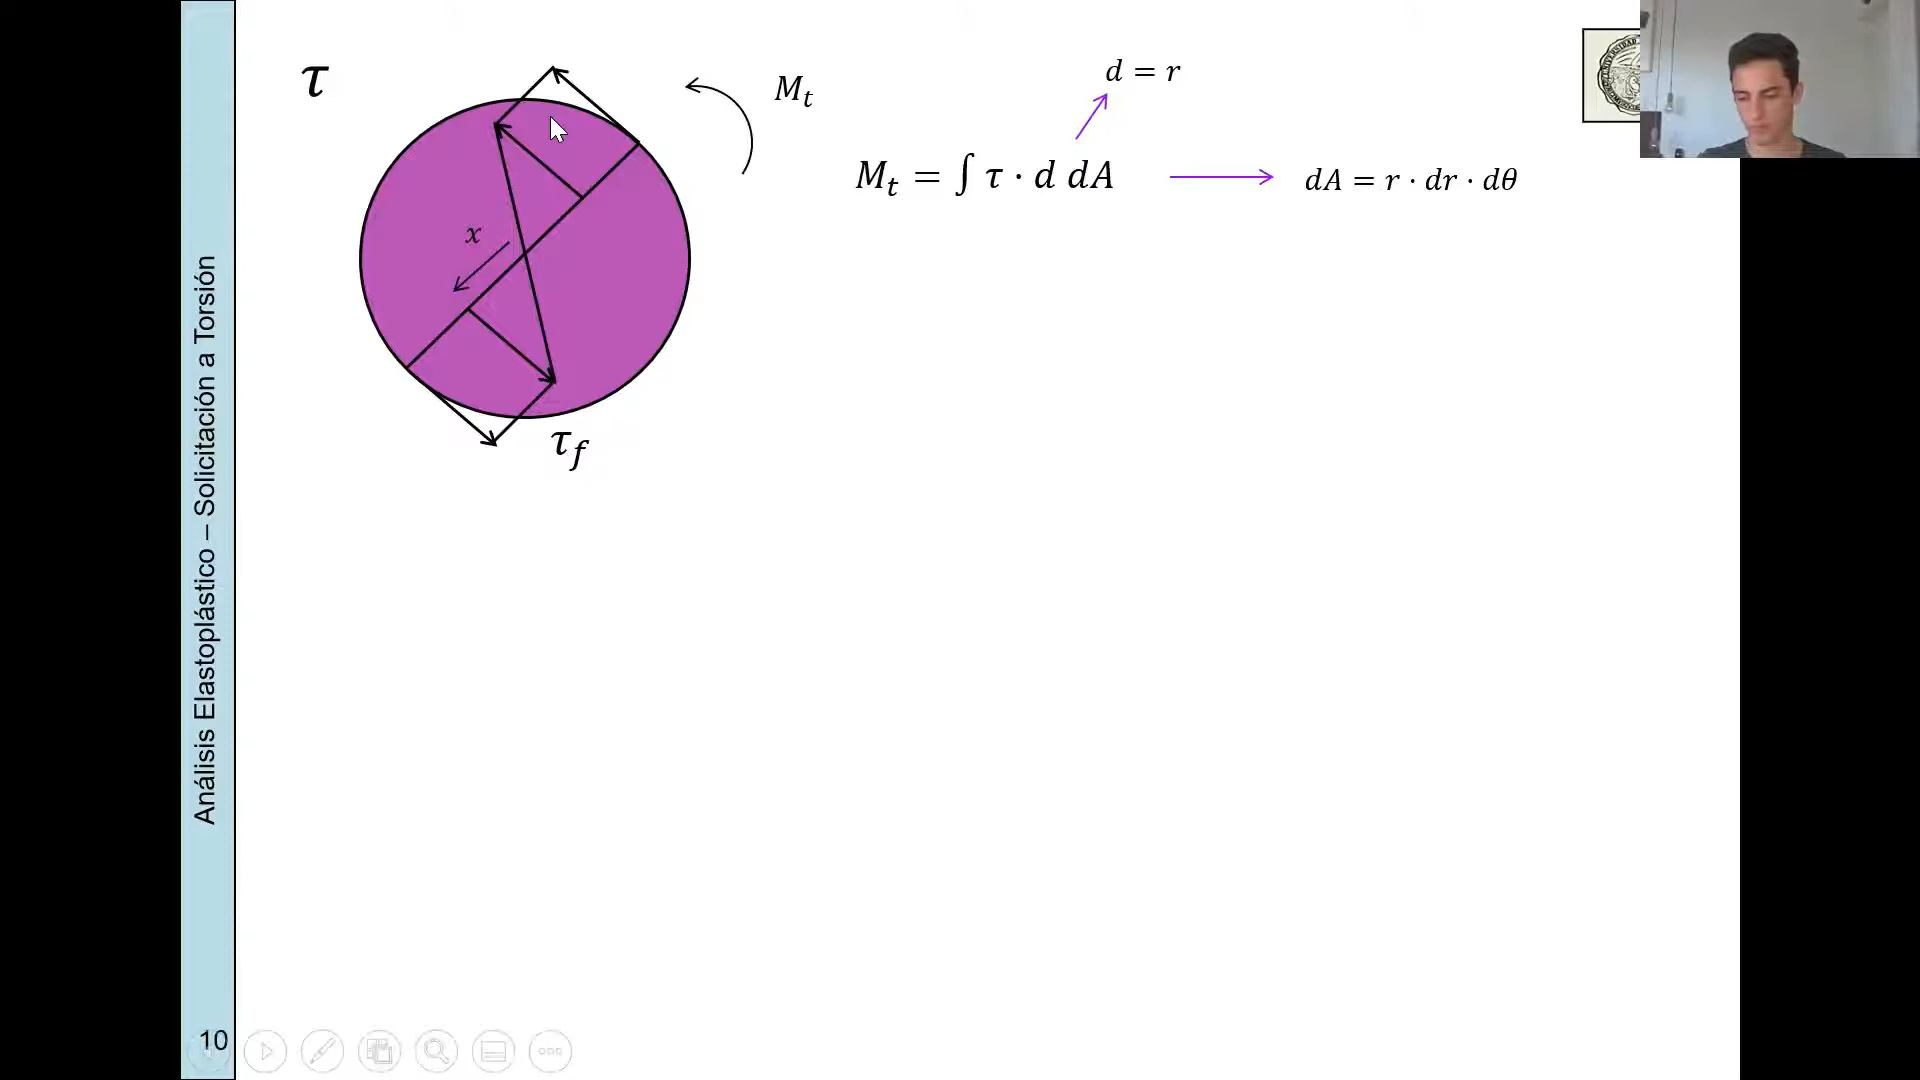 τ
M_t
d = r
M_t = ∫ τ · d dA
dA = r · dr · dθ
x
τ_f
Análisis Elastoplástico – Solicitación a Torsión
10